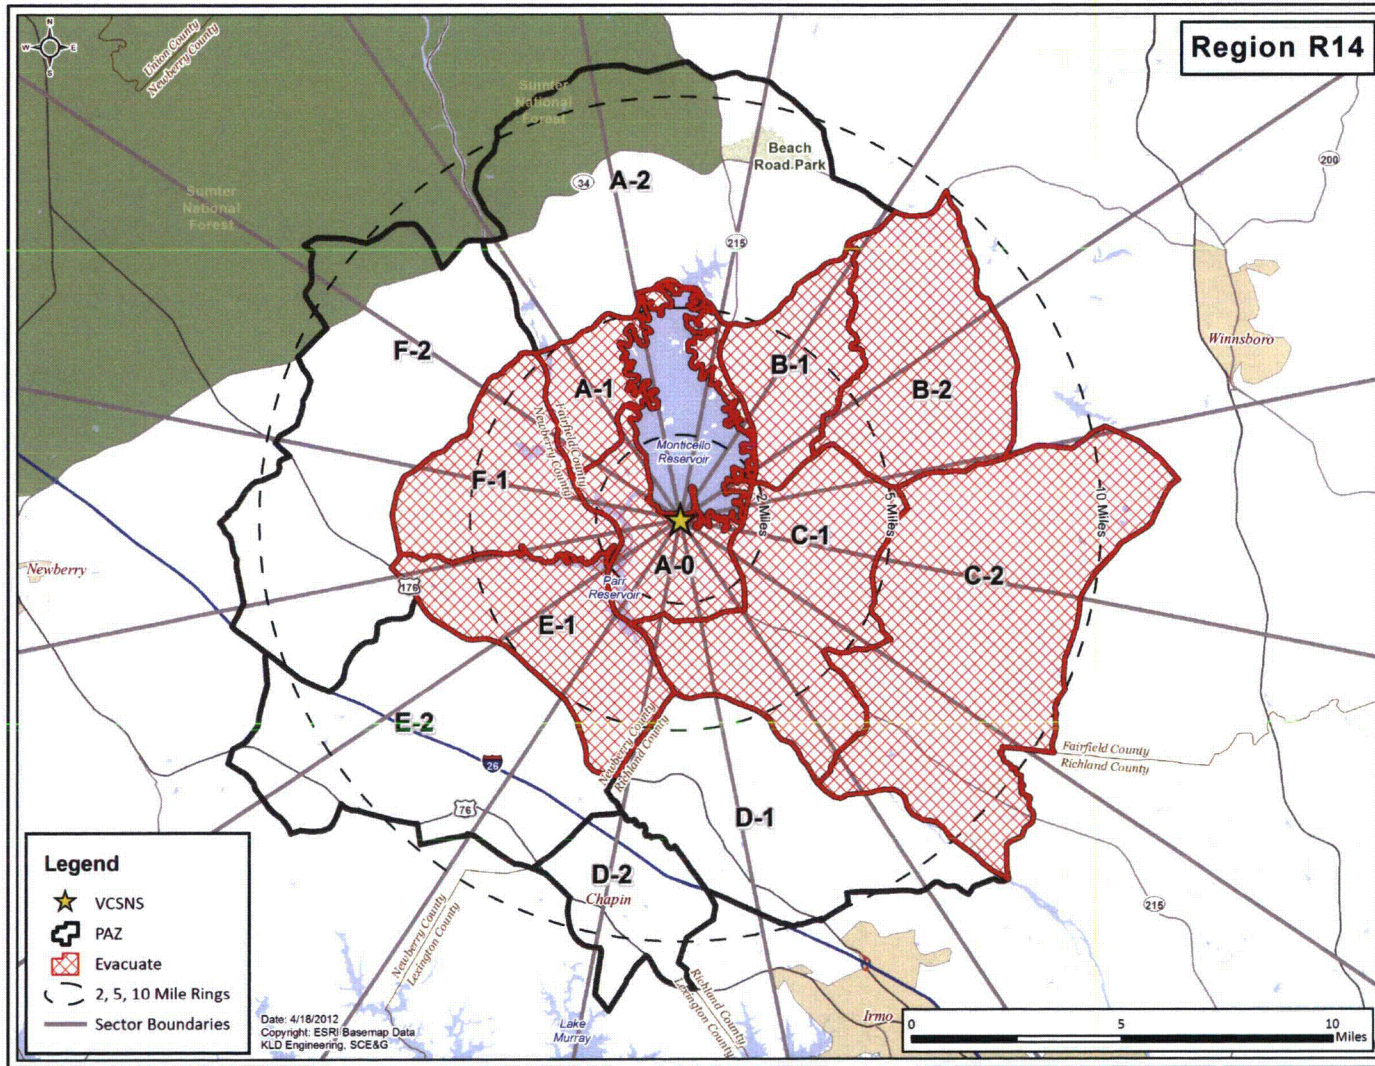 Region R14
N
W
E
S
Union County
Newberry County
Sumter
National
Forest
Beach
Road Park
200
34
A-2
Sumter
National
Forest
215
Winnsboro
F-2
B-1
A-1
B-2
Fairfield County
Newberry County
Monticello
Reservoir
F-1
2 Miles
5 Miles
10 Miles
C-1
A-0
C-2
Newberry
176
Parr
Reservoir
E-1
E-2
Newberry County
Richland County
Fairfield County
Richland County
26
76
D-1
D-2
Chapin
215
Newberry County
Lexington County
Richland County
Lexington County
Irmo
Lake
Murray
Legend
VCSNS
PAZ
Evacuate
2, 5, 10 Mile Rings
Sector Boundaries
Date: 4/18/2012
Copyright: ESRI Basemap Data
KLD Engineering, SCE&G
0 5 10
Miles